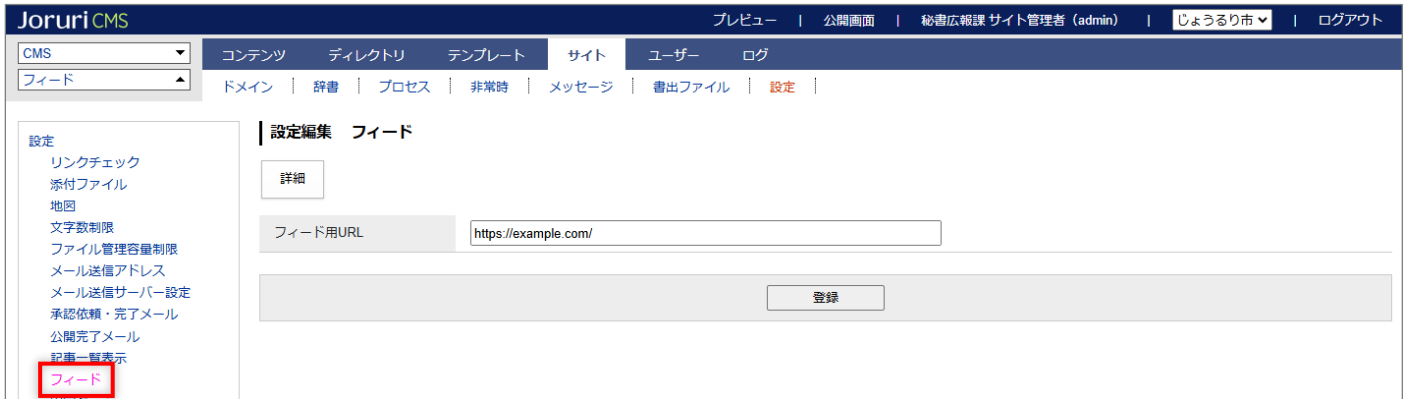 Joruri CMS プレビュー | 公開画面 | 秘書広報課 サイト管理者（admin） | じょうるり市 | ログアウト
CMS コンテンツ ディレクトリ テンプレート サイト ユーザー ログ
フィード ドメイン 辞書 プロセス 非常時 メッセージ 書出ファイル 設定
設定
リンクチェック
添付ファイル
地図
文字数制限
ファイル管理容量制限
メール送信アドレス
メール送信サーバー設定
承認依頼・完了メール
公開完了メール
記事一覧表示
フィード
設定編集 フィード
詳細
フィード用URL https://example.com/
登録